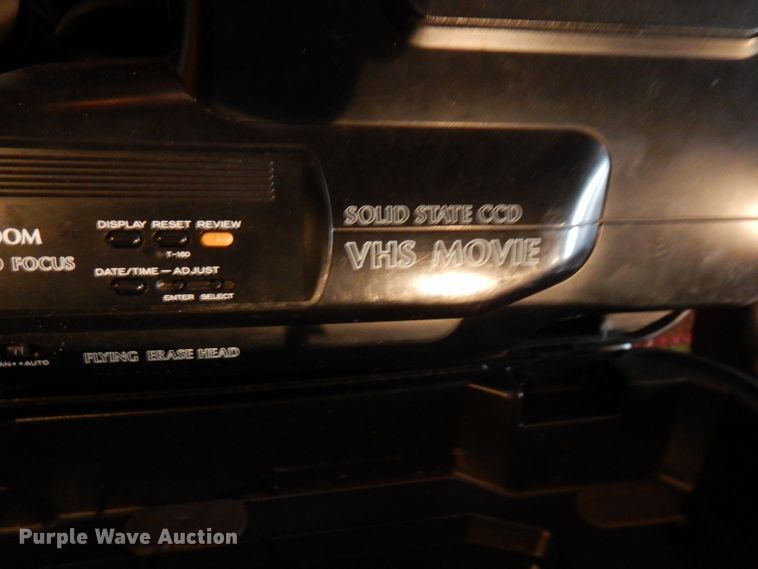 SOLID STATE CCD
VHS MOVIE
DISPLAY RESET REVIEW
T-160
FOCUS
DATE/TIME — ADJUST
ENTER SELECT
AUTO
FLYING ERASE HEAD
Purple Wave Auction